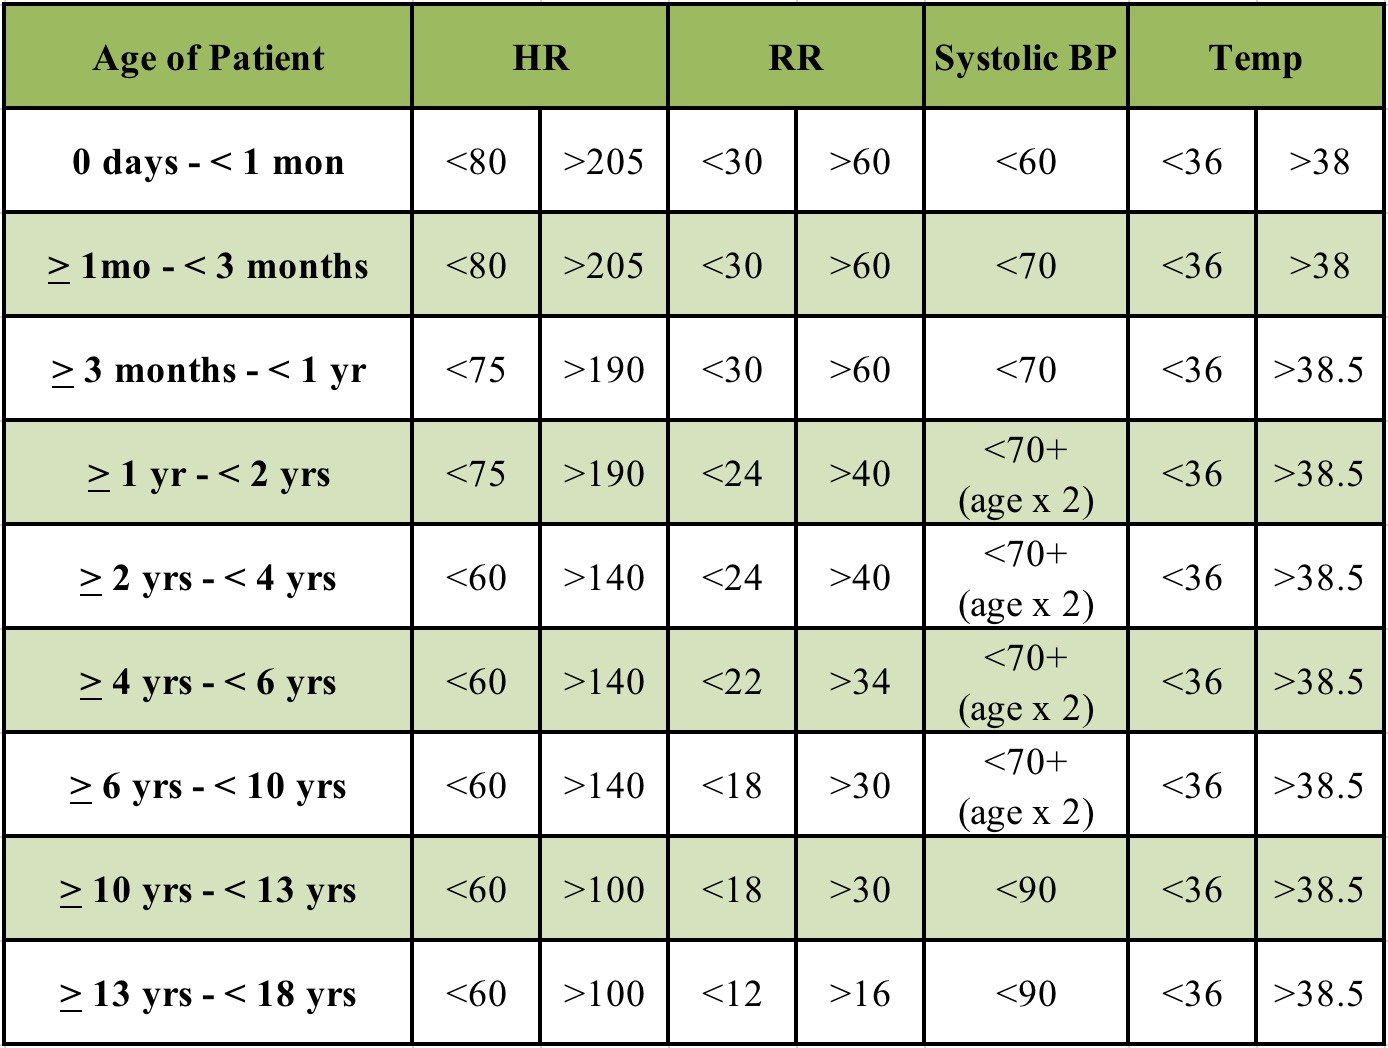 Age of Patient HR RR Systolic BP Temp
0 days - < 1 mon <80 >205 <30 >60 <60 <36 >38
≥ 1mo - < 3 months <80 >205 <30 >60 <70 <36 >38
≥ 3 months - < 1 yr <75 >190 <30 >60 <70 <36 >38.5
≥ 1 yr - < 2 yrs <75 >190 <24 >40 <70+ (age x 2) <36 >38.5
≥ 2 yrs - < 4 yrs <60 >140 <24 >40 <70+ (age x 2) <36 >38.5
≥ 4 yrs - < 6 yrs <60 >140 <22 >34 <70+ (age x 2) <36 >38.5
≥ 6 yrs - < 10 yrs <60 >140 <18 >30 <70+ (age x 2) <36 >38.5
≥ 10 yrs - < 13 yrs <60 >100 <18 >30 <90 <36 >38.5
≥ 13 yrs - < 18 yrs <60 >100 <12 >16 <90 <36 >38.5